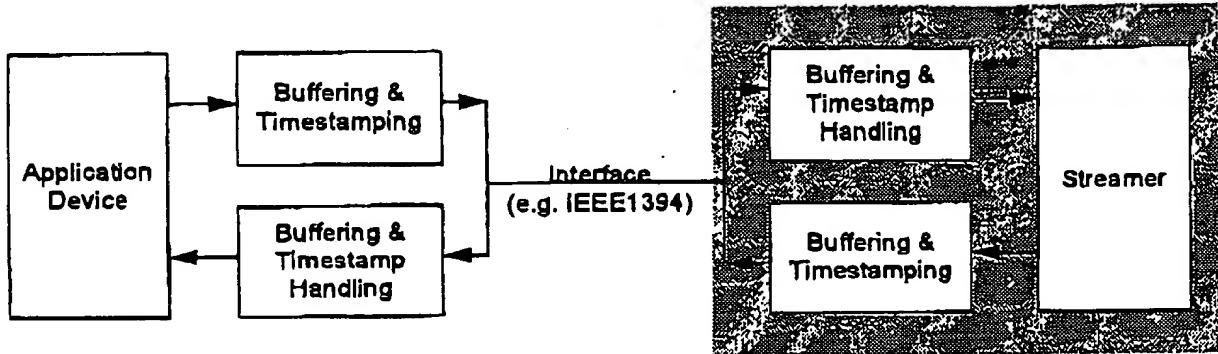 Application
Device
Buffering &
Timestamping
Buffering &
Timestamp
Handling
Interface
(e.g. IEEE1394)
Buffering &
Timestamp
Handling
Buffering &
Timestamping
Streamer